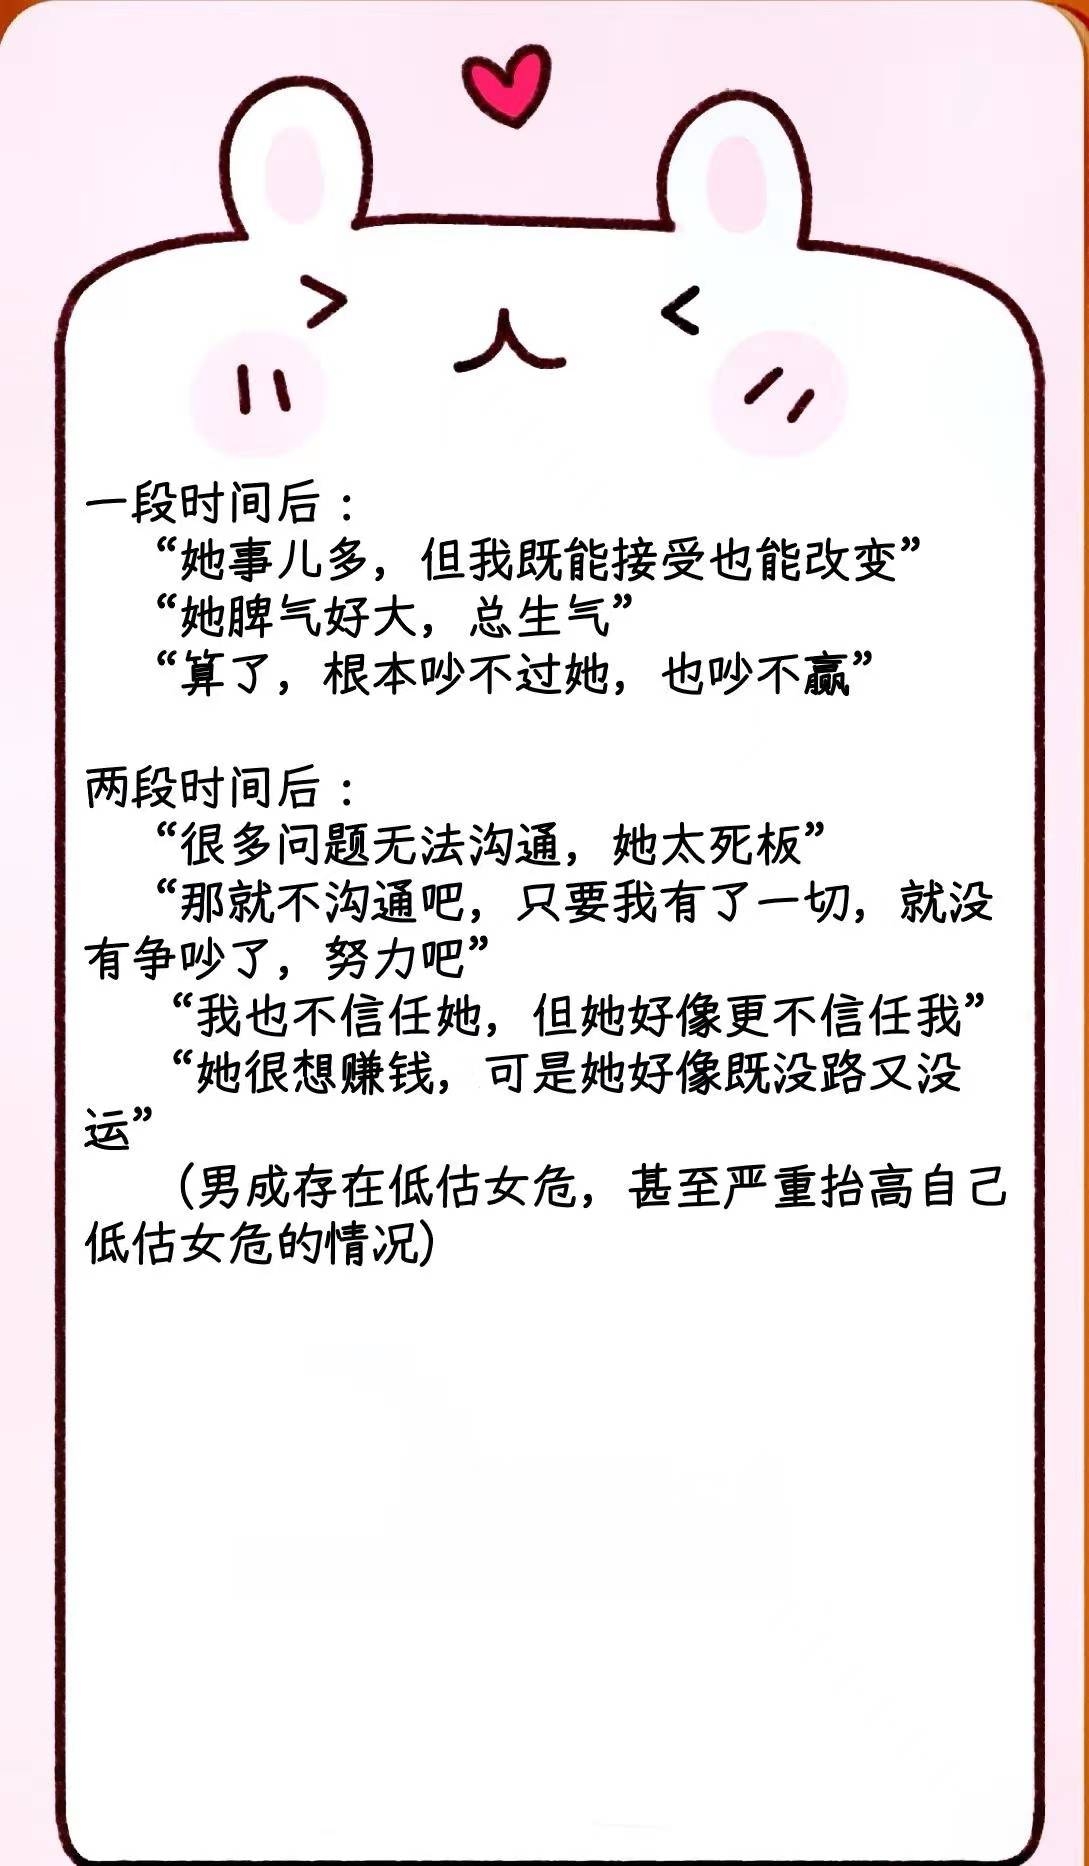 一段时间后：
“她事儿多，但我既能接受也能改变”
“她脾气好大，总生气”
“算了，根本吵不过她，也吵不赢”
两段时间后：
“很多问题无法沟通，她太死板”
“那就不沟通吧，只要我有了一切，就没
有争吵了，努力吧”
“我也不信任她，但她好像更不信任我”
“她很想赚钱，可是她好像既没路又没
运”
（男成存在低估女危，甚至严重抬高自己
低估女危的情况）